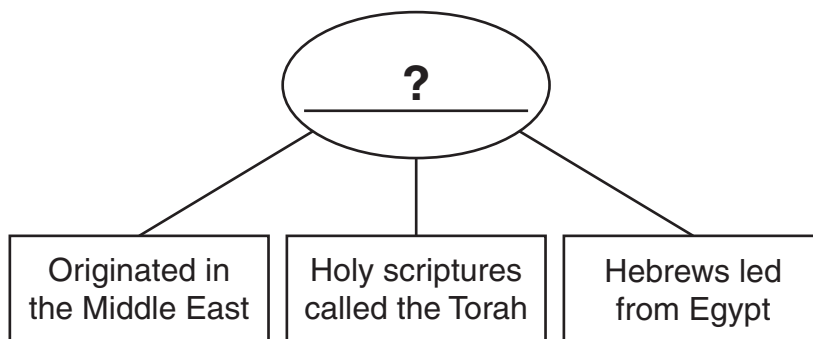 ?
Originated in
the Middle East
Holy scriptures
called the Torah
Hebrews led
from Egypt